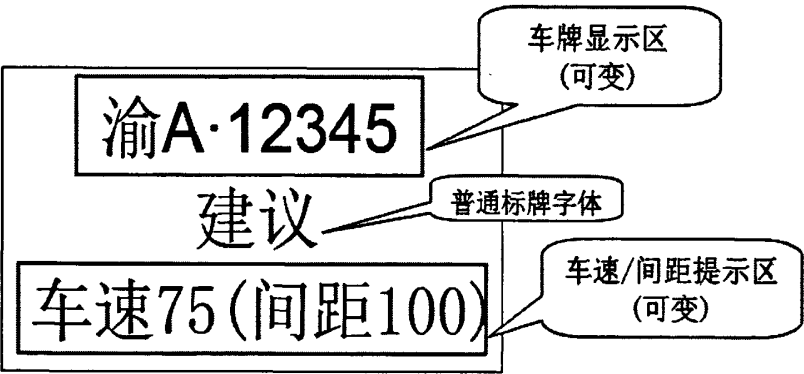 车牌显示区
(可变)
渝A·12345
建议
普通标牌字体
车速75(间距100)
车速/间距提示区
(可变)